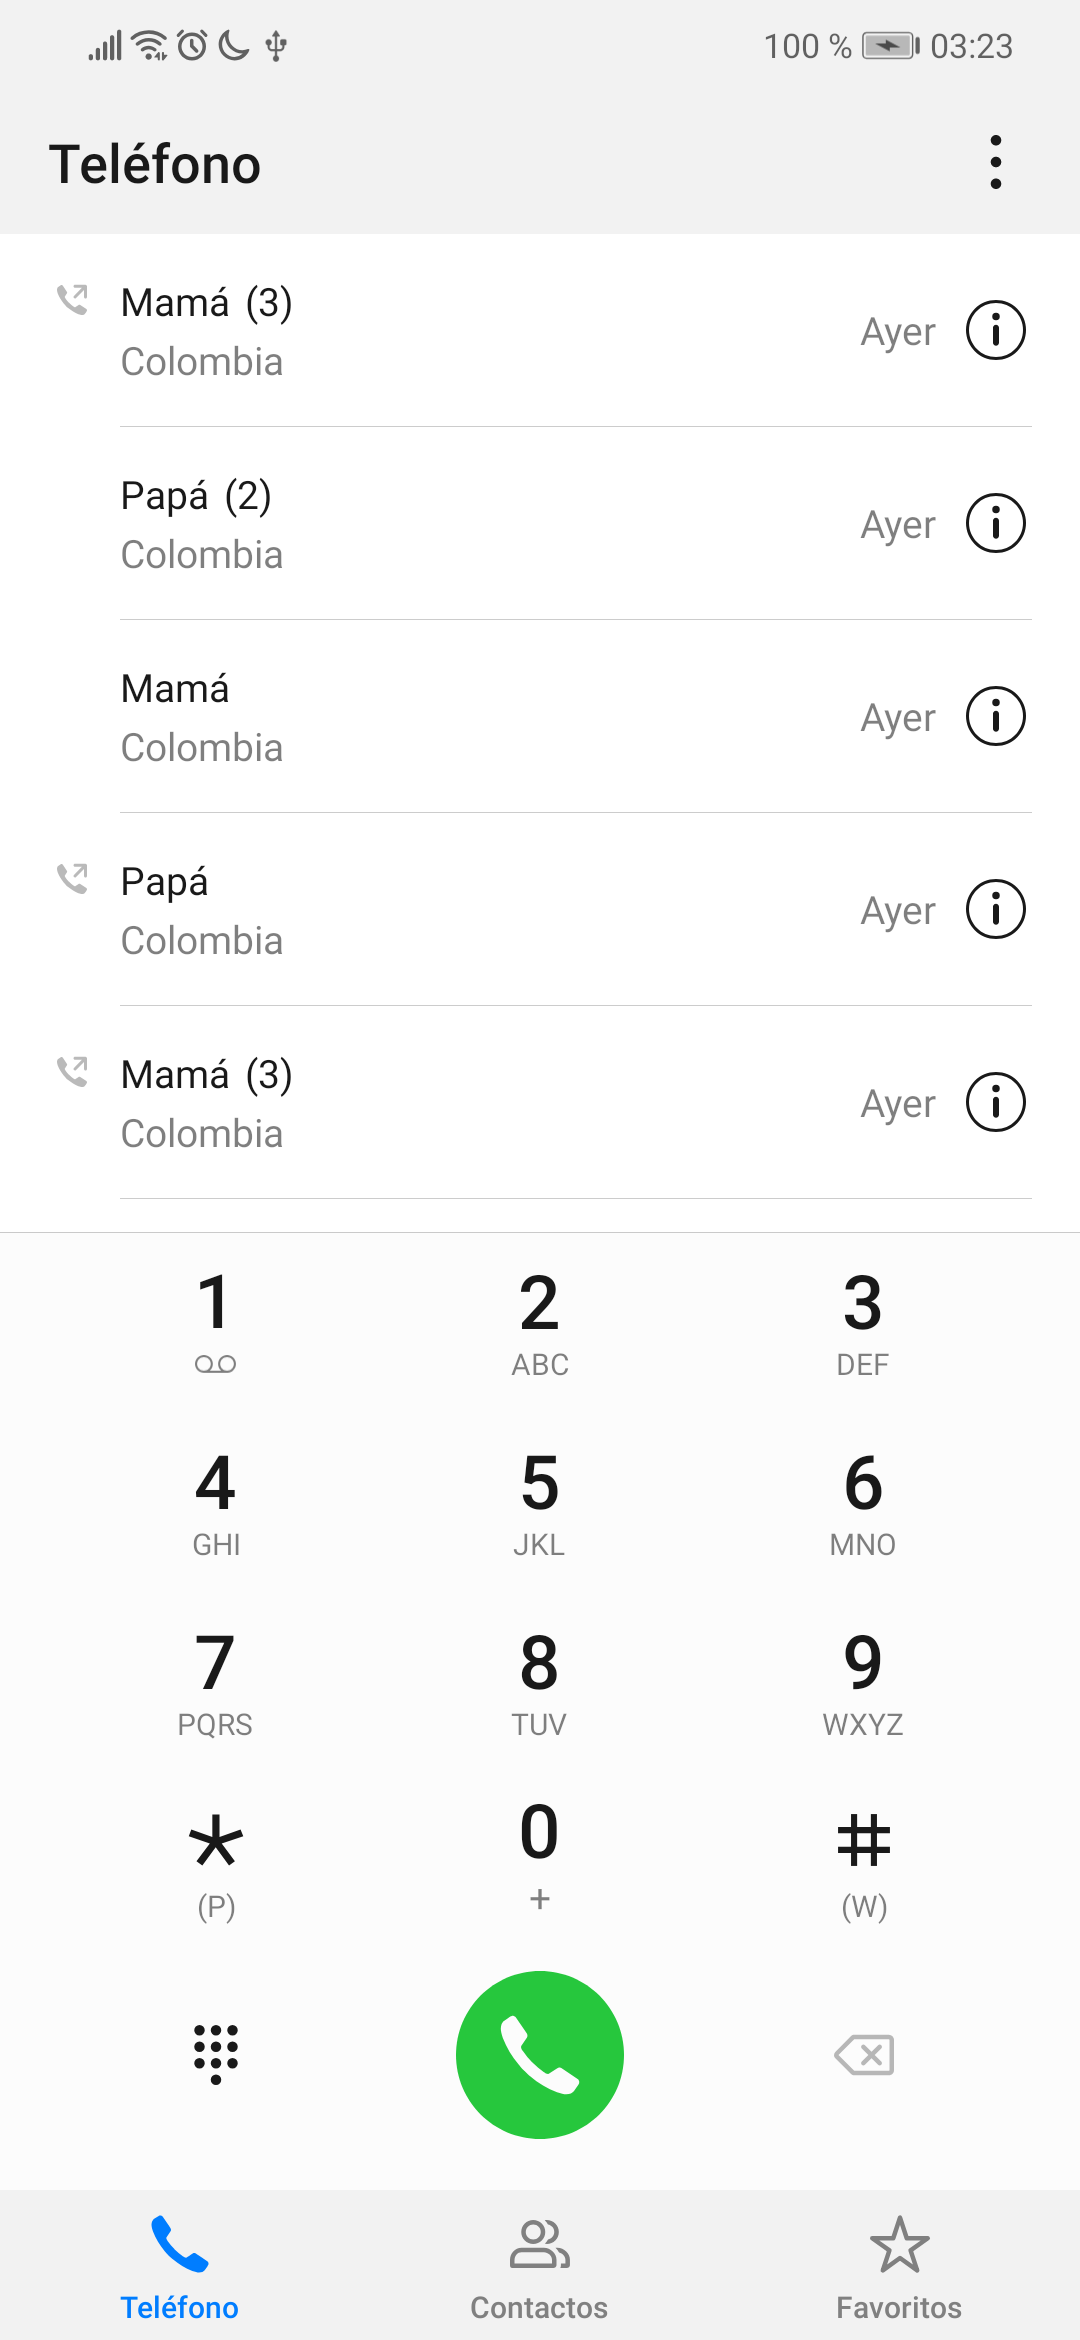 100 % 03:23
Teléfono
Mamá (3)
Colombia
Ayer
Papá (2)
Colombia
Ayer
Mamá
Colombia
Ayer
Papá
Colombia
Ayer
Mamá (3)
Colombia
Ayer
1 2 3
ABC DEF
4 5 6
GHI JKL MNO
7 8 9
PQRS TUV WXYZ
* 0 #
(P) + (W)
Teléfono Contactos Favoritos